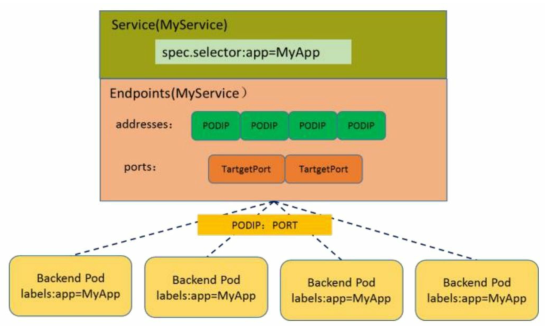 Service(MyService)
spec.selector:app=MyApp
Endpoints(MyService）
addresses:
PODIP PODIP PODIP PODIP
ports:
TartgetPort TartgetPort
PODIP：PORT
Backend Pod
labels:app=MyApp
Backend Pod
labels:app=MyApp
Backend Pod
labels:app=MyApp
Backend Pod
labels:app=MyApp